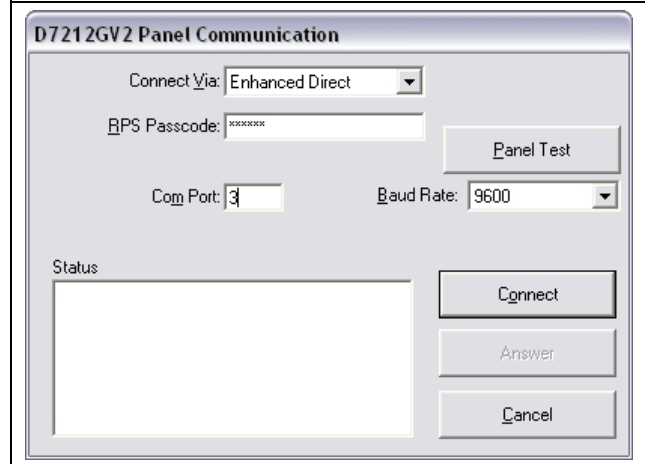 D7212GV2 Panel Communication
Connect Via: Enhanced Direct
RPS Passcode: ******
Panel Test
Com Port: 3
Baud Rate: 9600
Status
Connect
Answer
Cancel